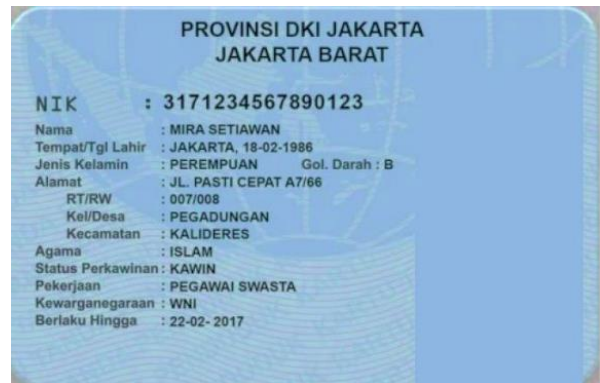 PROVINSI DKI JAKARTA
JAKARTA BARAT
NIK : 3171234567890123
Nama : MIRA SETIAWAN
Tempat/Tgl Lahir : JAKARTA, 18-02-1986
Jenis Kelamin : PEREMPUAN Gol. Darah : B
Alamat : JL. PASTI CEPAT A7/66
RT/RW : 007/008
Kel/Desa : PEGADUNGAN
Kecamatan : KALIDERES
Agama : ISLAM
Status Perkawinan : KAWIN
Pekerjaan : PEGAWAI SWASTA
Kewarganegaraan : WNI
Berlaku Hingga : 22-02- 2017